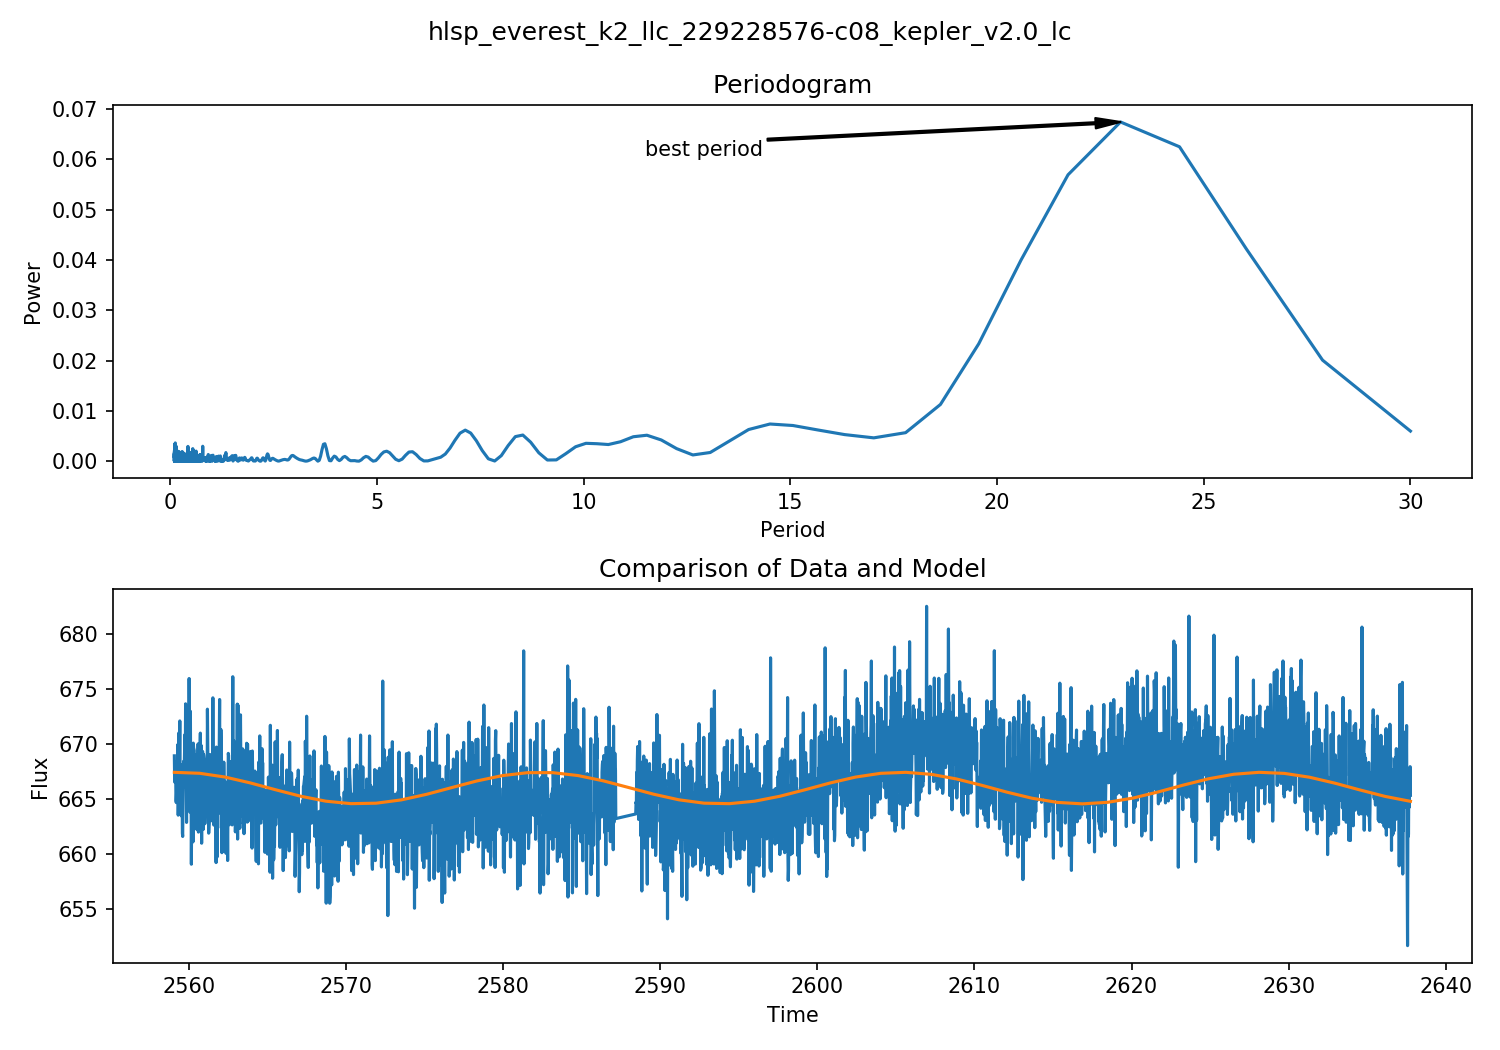 hlsp_everest_k2_llc_229228576-c08_kepler_v2.0_lc
Periodogram
0.07
0.06
0.05
0.04
0.03
0.02
0.01
0.00
Power
best period
0 5 10 15 20 25 30
Period
Comparison of Data and Model
680
675
670
665
660
655
Flux
2560 2570 2580 2590 2600 2610 2620 2630 2640
Time